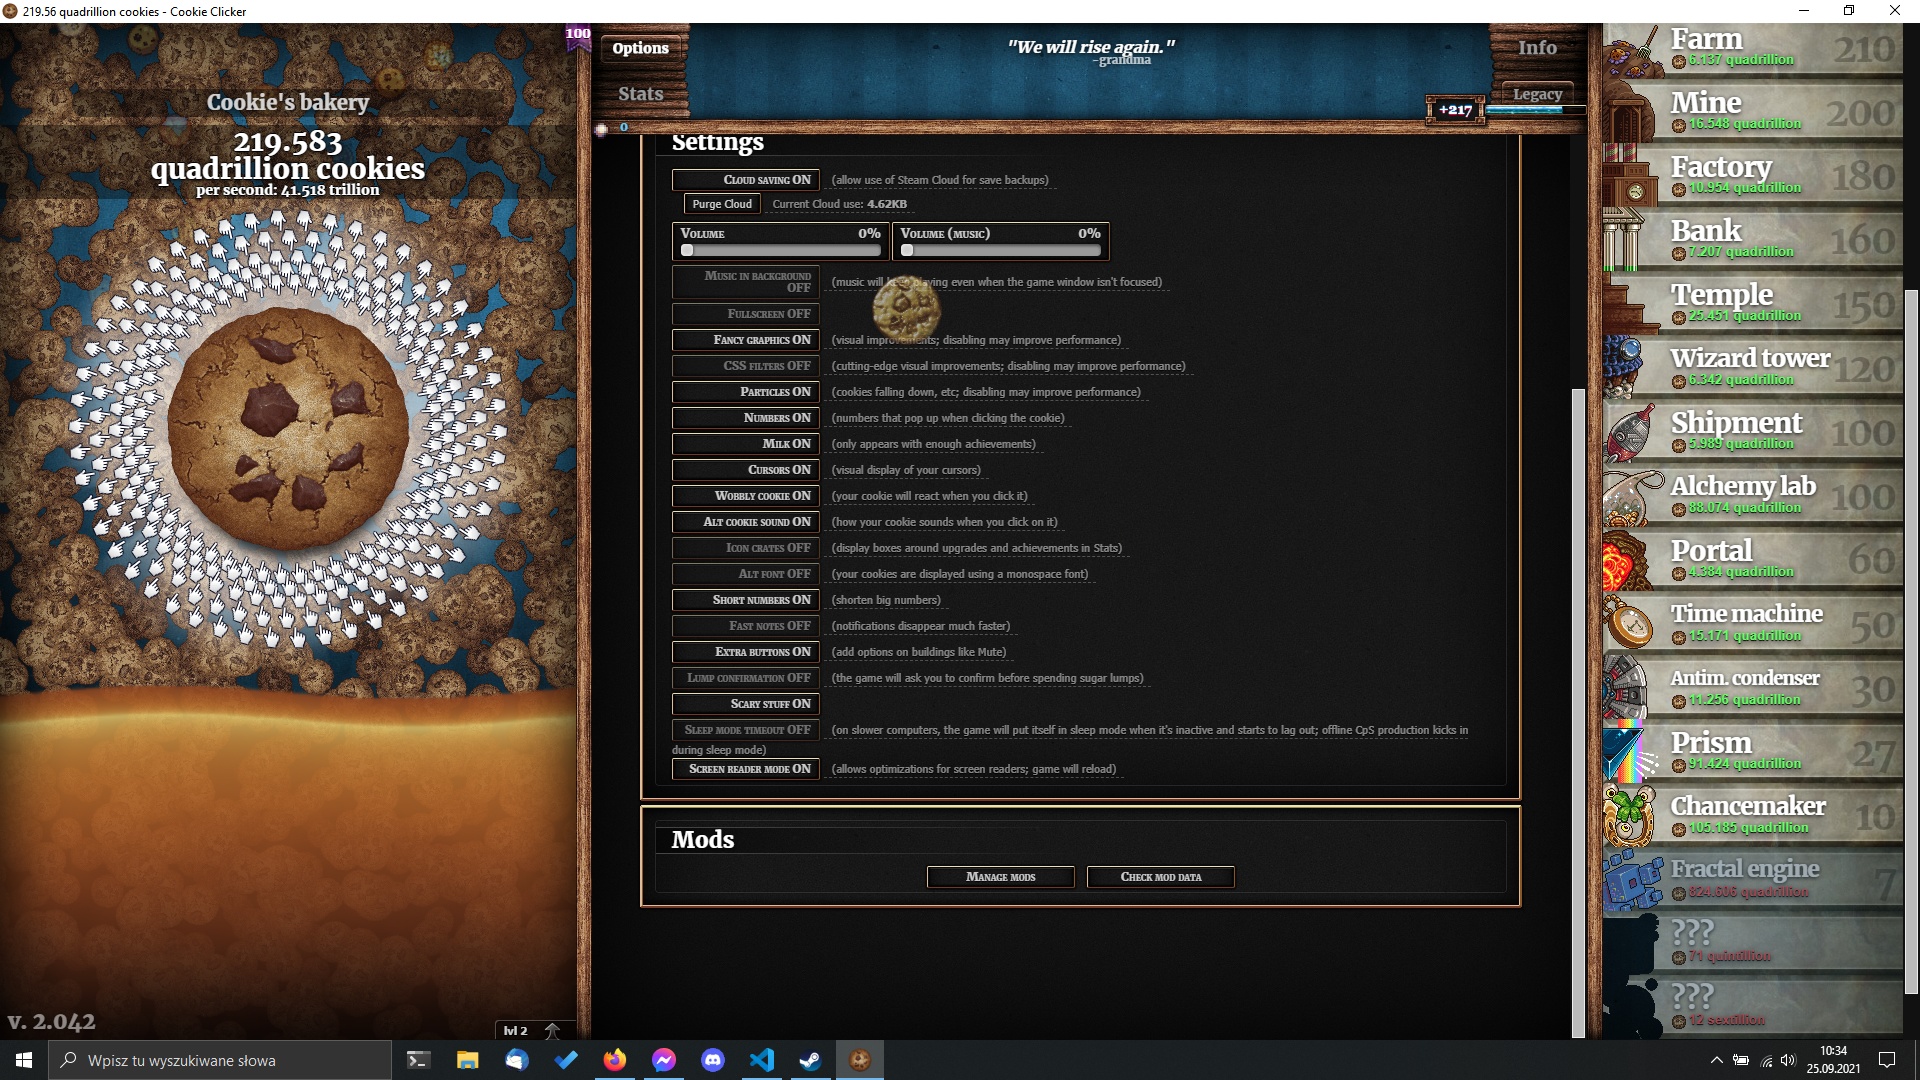 219.56 quadrillion cookies - Cookie Clicker
100
Options
Stats
"We will rise again."
-grandma
Info
Legacy
+217
0
Cookie's bakery
219.583
quadrillion cookies
per second: 41.518 trillion
v. 2.042
lvl 2
Settings
Cloud saving ON (allow use of Steam Cloud for save backups)
Purge Cloud Current Cloud use: 4.62KB
Volume 0% Volume (music) 0%
Music in background OFF (music will keep playing even when the game window isn't focused)
Fullscreen OFF
Fancy graphics ON (visual improvements; disabling may improve performance)
CSS filters OFF (cutting-edge visual improvements; disabling may improve performance)
Particles ON (cookies falling down, etc; disabling may improve performance)
Numbers ON (numbers that pop up when clicking the cookie)
Milk ON (only appears with enough achievements)
Cursors ON (visual display of your cursors)
Wobbly cookie ON (your cookie will react when you click it)
Alt cookie sound ON (how your cookie sounds when you click on it)
Icon crates OFF (display boxes around upgrades and achievements in Stats)
Alt font OFF (your cookies are displayed using a monospace font)
Short numbers ON (shorten big numbers)
Fast notes OFF (notifications disappear much faster)
Extra buttons ON (add options on buildings like Mute)
Lump confirmation OFF (the game will ask you to confirm before spending sugar lumps)
Scary stuff ON
Sleep mode timeout OFF (on slower computers, the game will put itself in sleep mode when it's inactive and starts to lag out; offline CpS production kicks in
during sleep mode)
Screen reader mode ON (allows optimizations for screen readers; game will reload)
Mods
Manage mods Check mod data
Farm 210
6.137 quadrillion
Mine 200
16.548 quadrillion
Factory 180
10.954 quadrillion
Bank 160
7.207 quadrillion
Temple 150
25.451 quadrillion
Wizard tower 120
6.342 quadrillion
Shipment 100
5.989 quadrillion
Alchemy lab 100
88.074 quadrillion
Portal 60
4.384 quadrillion
Time machine 50
15.171 quadrillion
Antim. condenser 30
11.256 quadrillion
Prism 27
91.424 quadrillion
Chancemaker 10
105.185 quadrillion
Fractal engine 7
824.606 quadrillion
???
71 quintillion
???
12 sextillion
Wpisz tu wyszukiwane słowa
10:34
25.09.2021